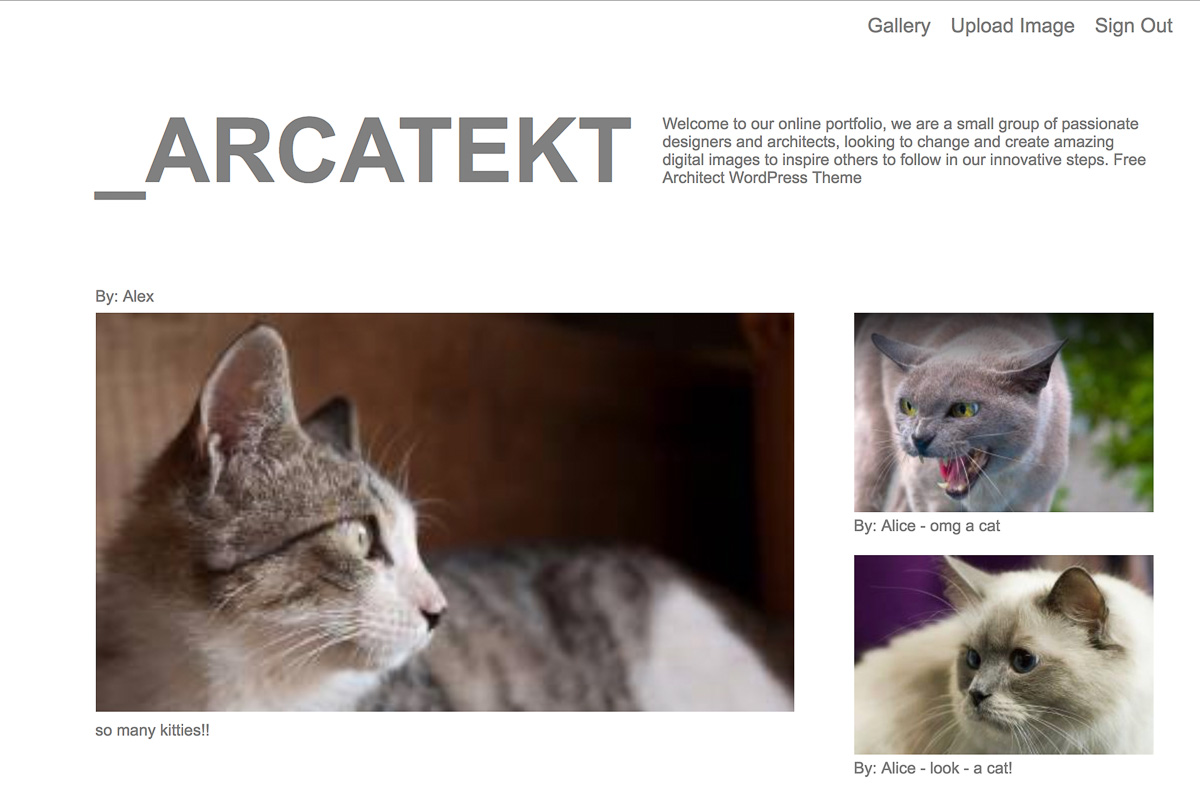 Gallery Upload Image Sign Out
_ARCATEKT
Welcome to our online portfolio, we are a small group of passionate
designers and architects, looking to change and create amazing
digital images to inspire others to follow in our innovative steps. Free
Architect WordPress Theme
By: Alex
so many kitties!!
By: Alice - omg a cat
By: Alice - look - a cat!